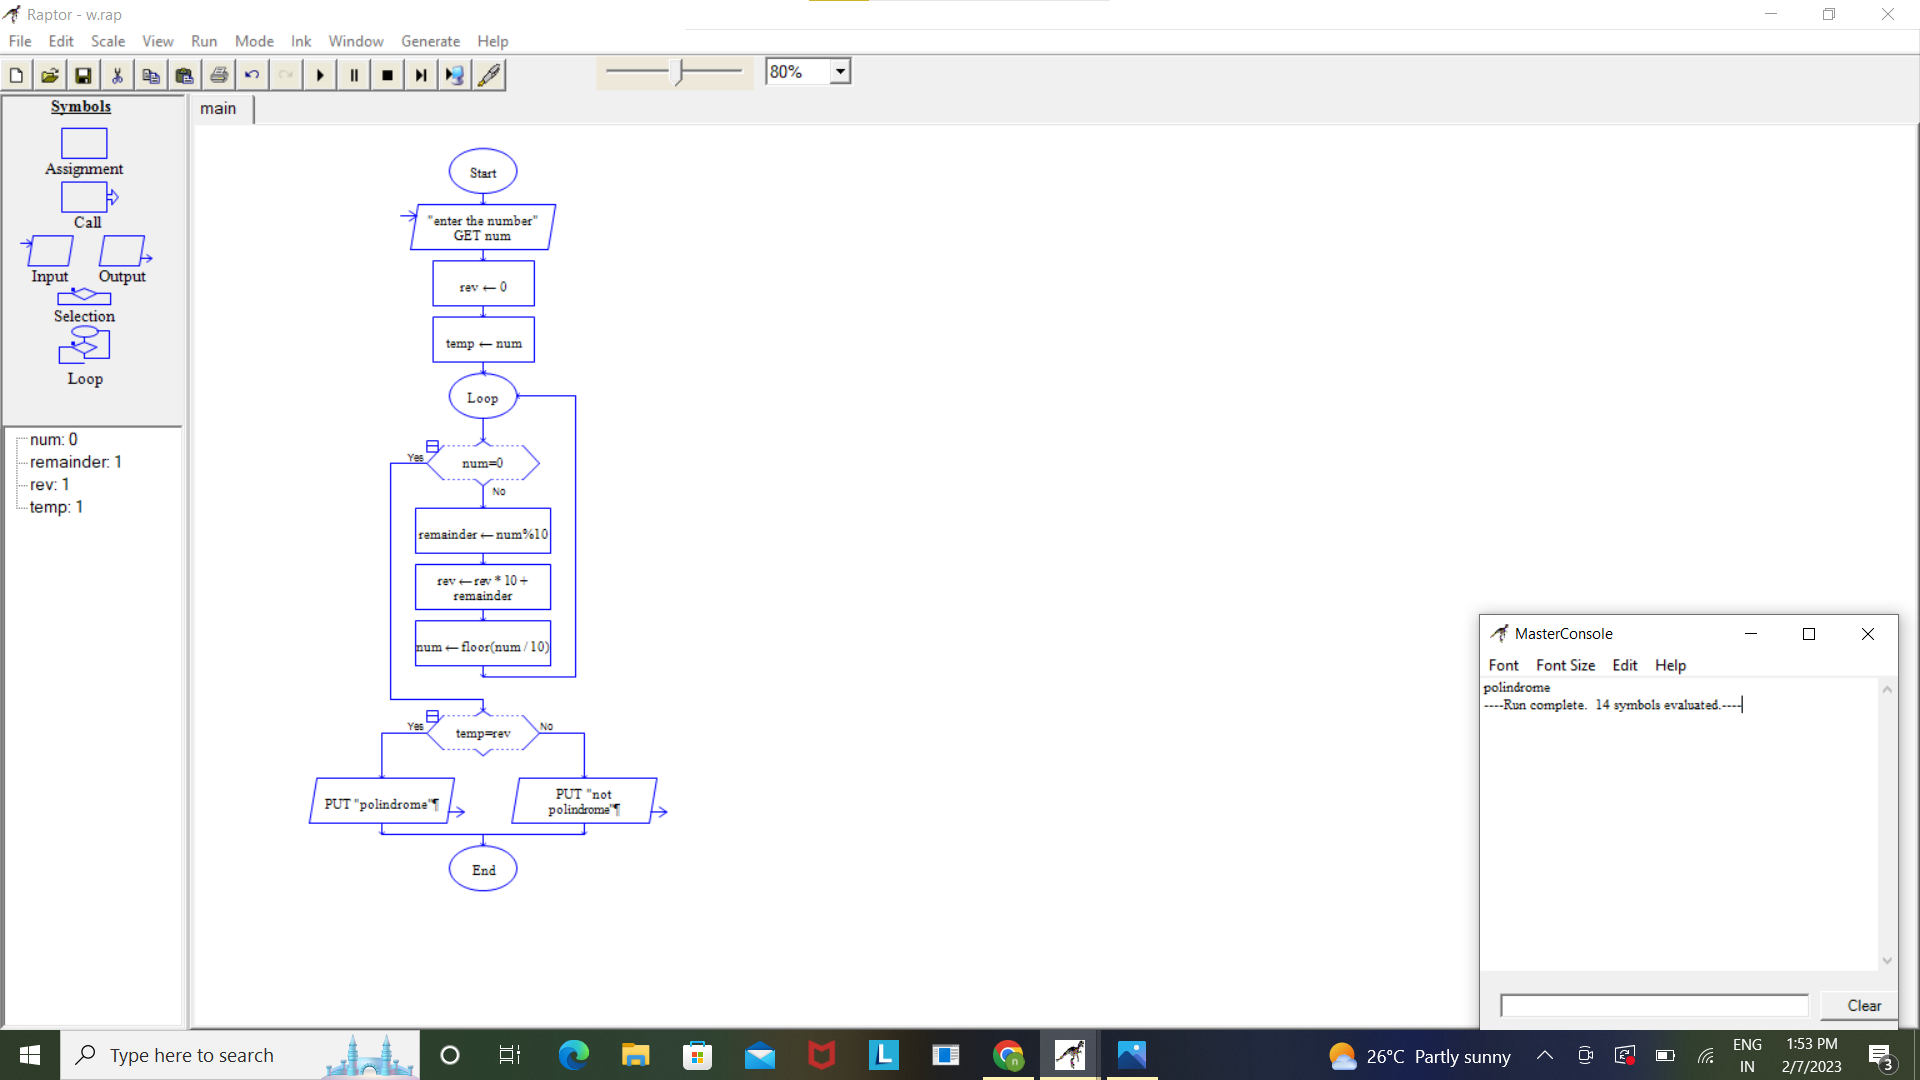 Raptor - w.rap
File Edit Scale View Run Mode Ink Window Generate Help
80%
Symbols
Assignment
Call
Input Output
Selection
Loop
num: 0
remainder: 1
rev: 1
temp: 1
main
Start
"enter the number"
GET num
rev ← 0
temp ← num
Loop
Yes
num=0
No
remainder ← num%10
rev ← rev * 10 +
remainder
num ← floor(num / 10)
Yes
temp=rev
No
PUT "polindrome"¶
PUT "not
polindrome"¶
End
MasterConsole
Font Font Size Edit Help
polindrome
----Run complete.  14 symbols evaluated.----
Clear
Type here to search
L
n
26°C Partly sunny
ENG
IN
1:53 PM
2/7/2023
3